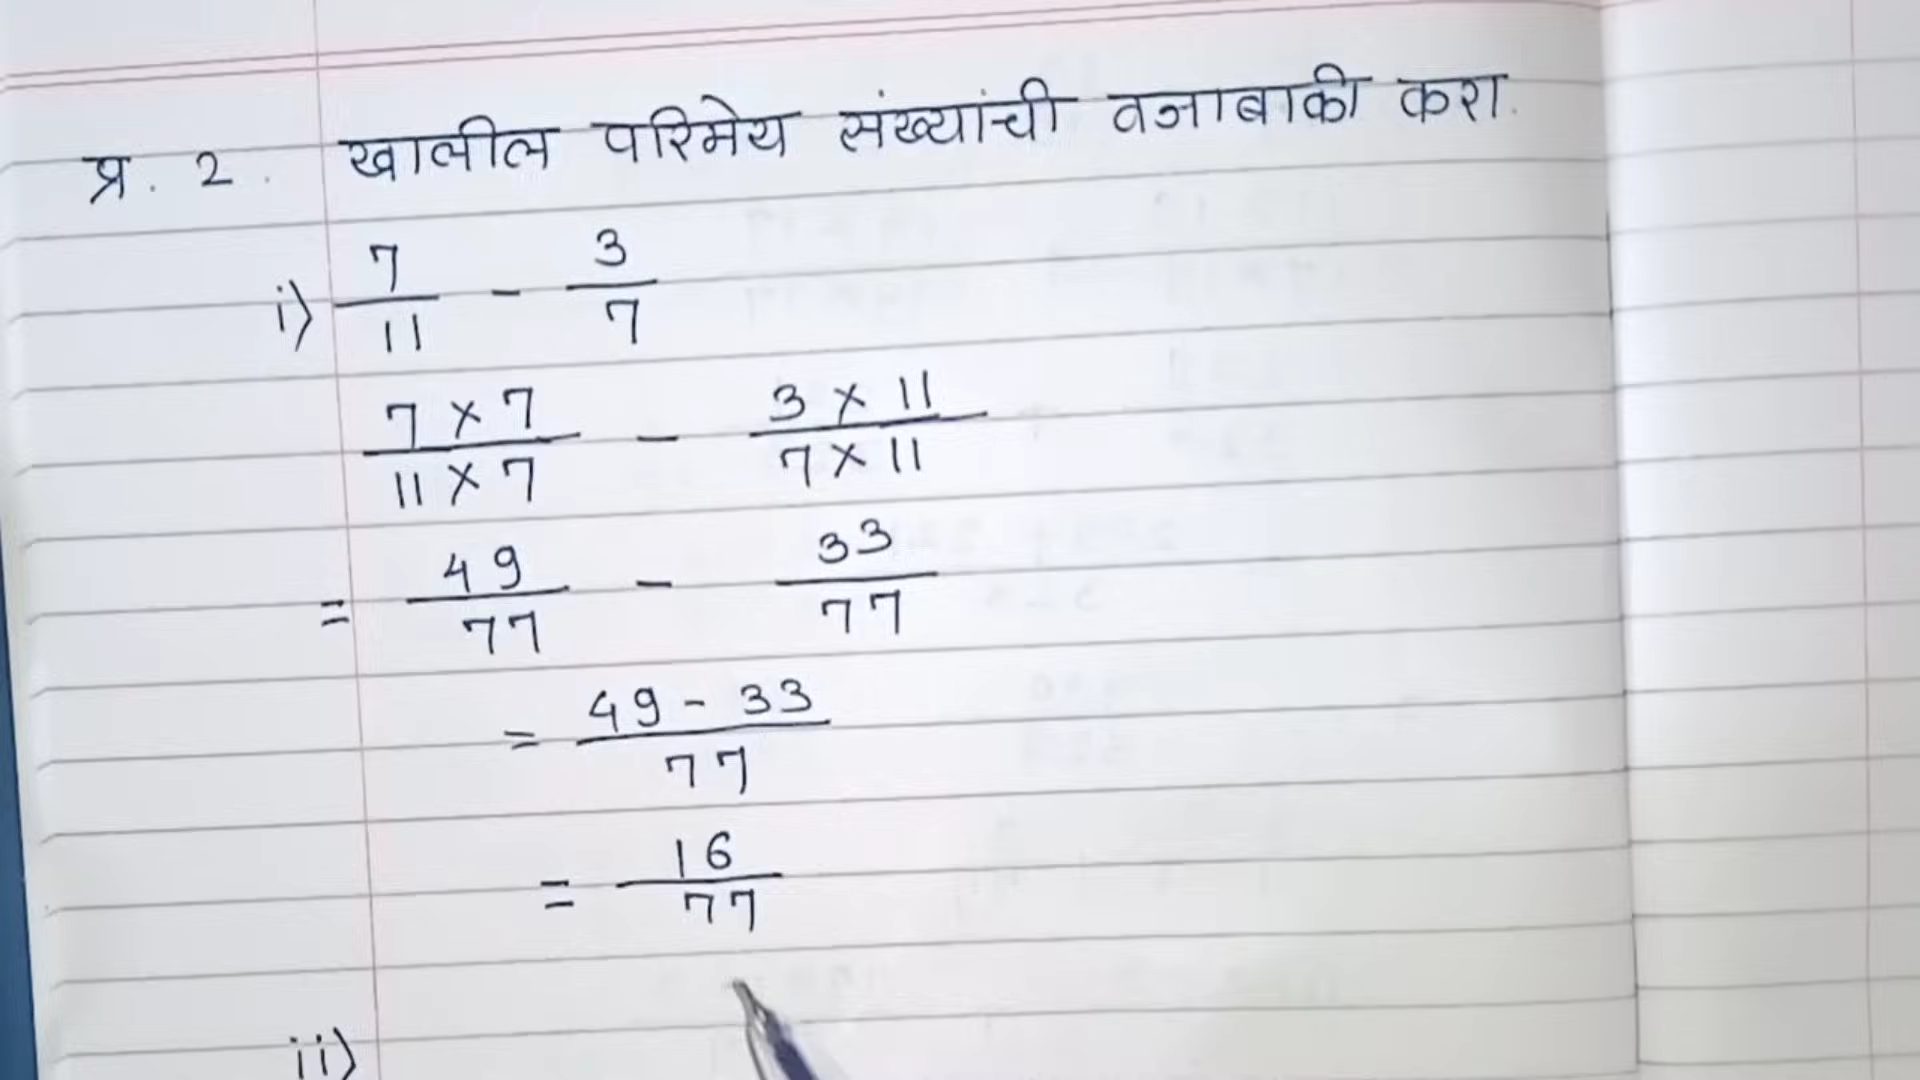 प्र. 2. खालील परिमेय संख्यांची वजाबाकी करा.
i) 7/11 - 3/7
7 × 7/11 × 7 - 3 × 11/7 × 11
= 49/77 - 33/77
= 49 - 33/77
= 16/77
ii)